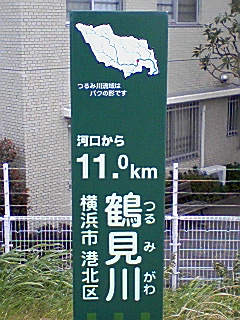 つるみ川流域は
バクの形です
河口から
11.0km
鶴見川
つるみがわ
横浜市 港北区